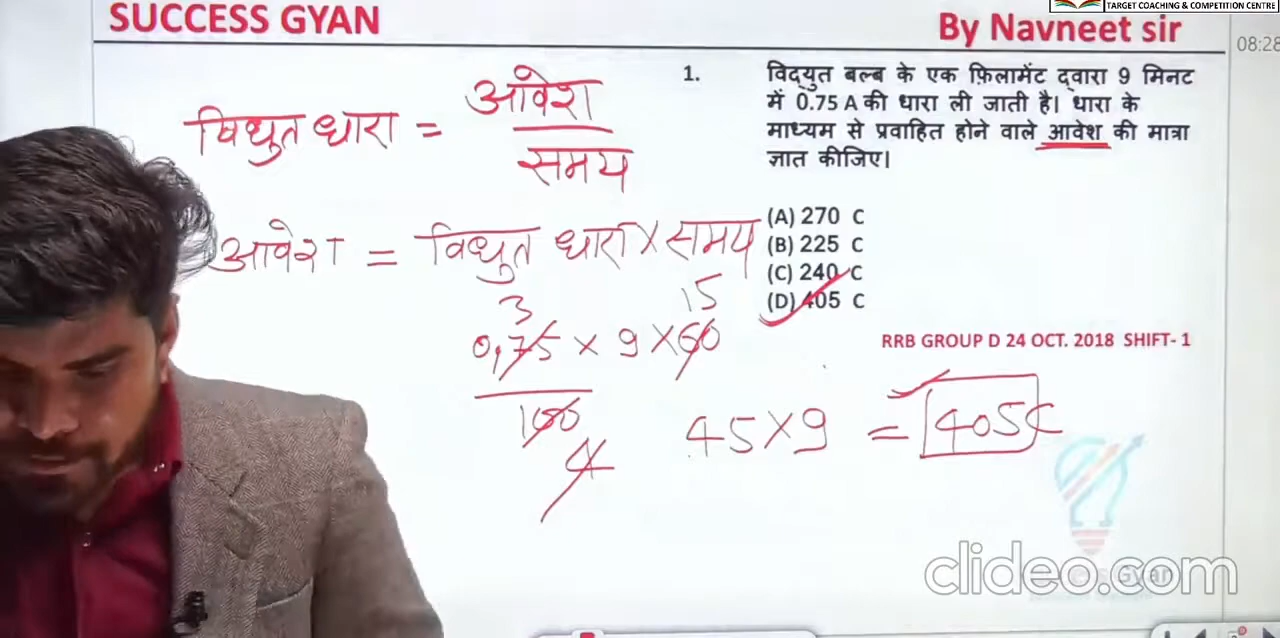 TARGET COACHING & COMPETITION CENTRE
SUCCESS GYAN
By Navneet sir
08:28
1. विद्युत बल्ब के एक फ़िलामेंट द्वारा 9 मिनट
में 0.75 A की धारा ली जाती है। धारा के
माध्यम से प्रवाहित होने वाले आवेश की मात्रा
ज्ञात कीजिए।
(A) 270 C
(B) 225 C
(C) 240 C
(D) 405 C
RRB GROUP D 24 OCT. 2018 SHIFT- 1
विधुत धारा = आवेश
समय
आवेश = विधुत धारा × समय
3 15
0.75 × 9 × 60
100
4
45 × 9 = 405C
clideo.com